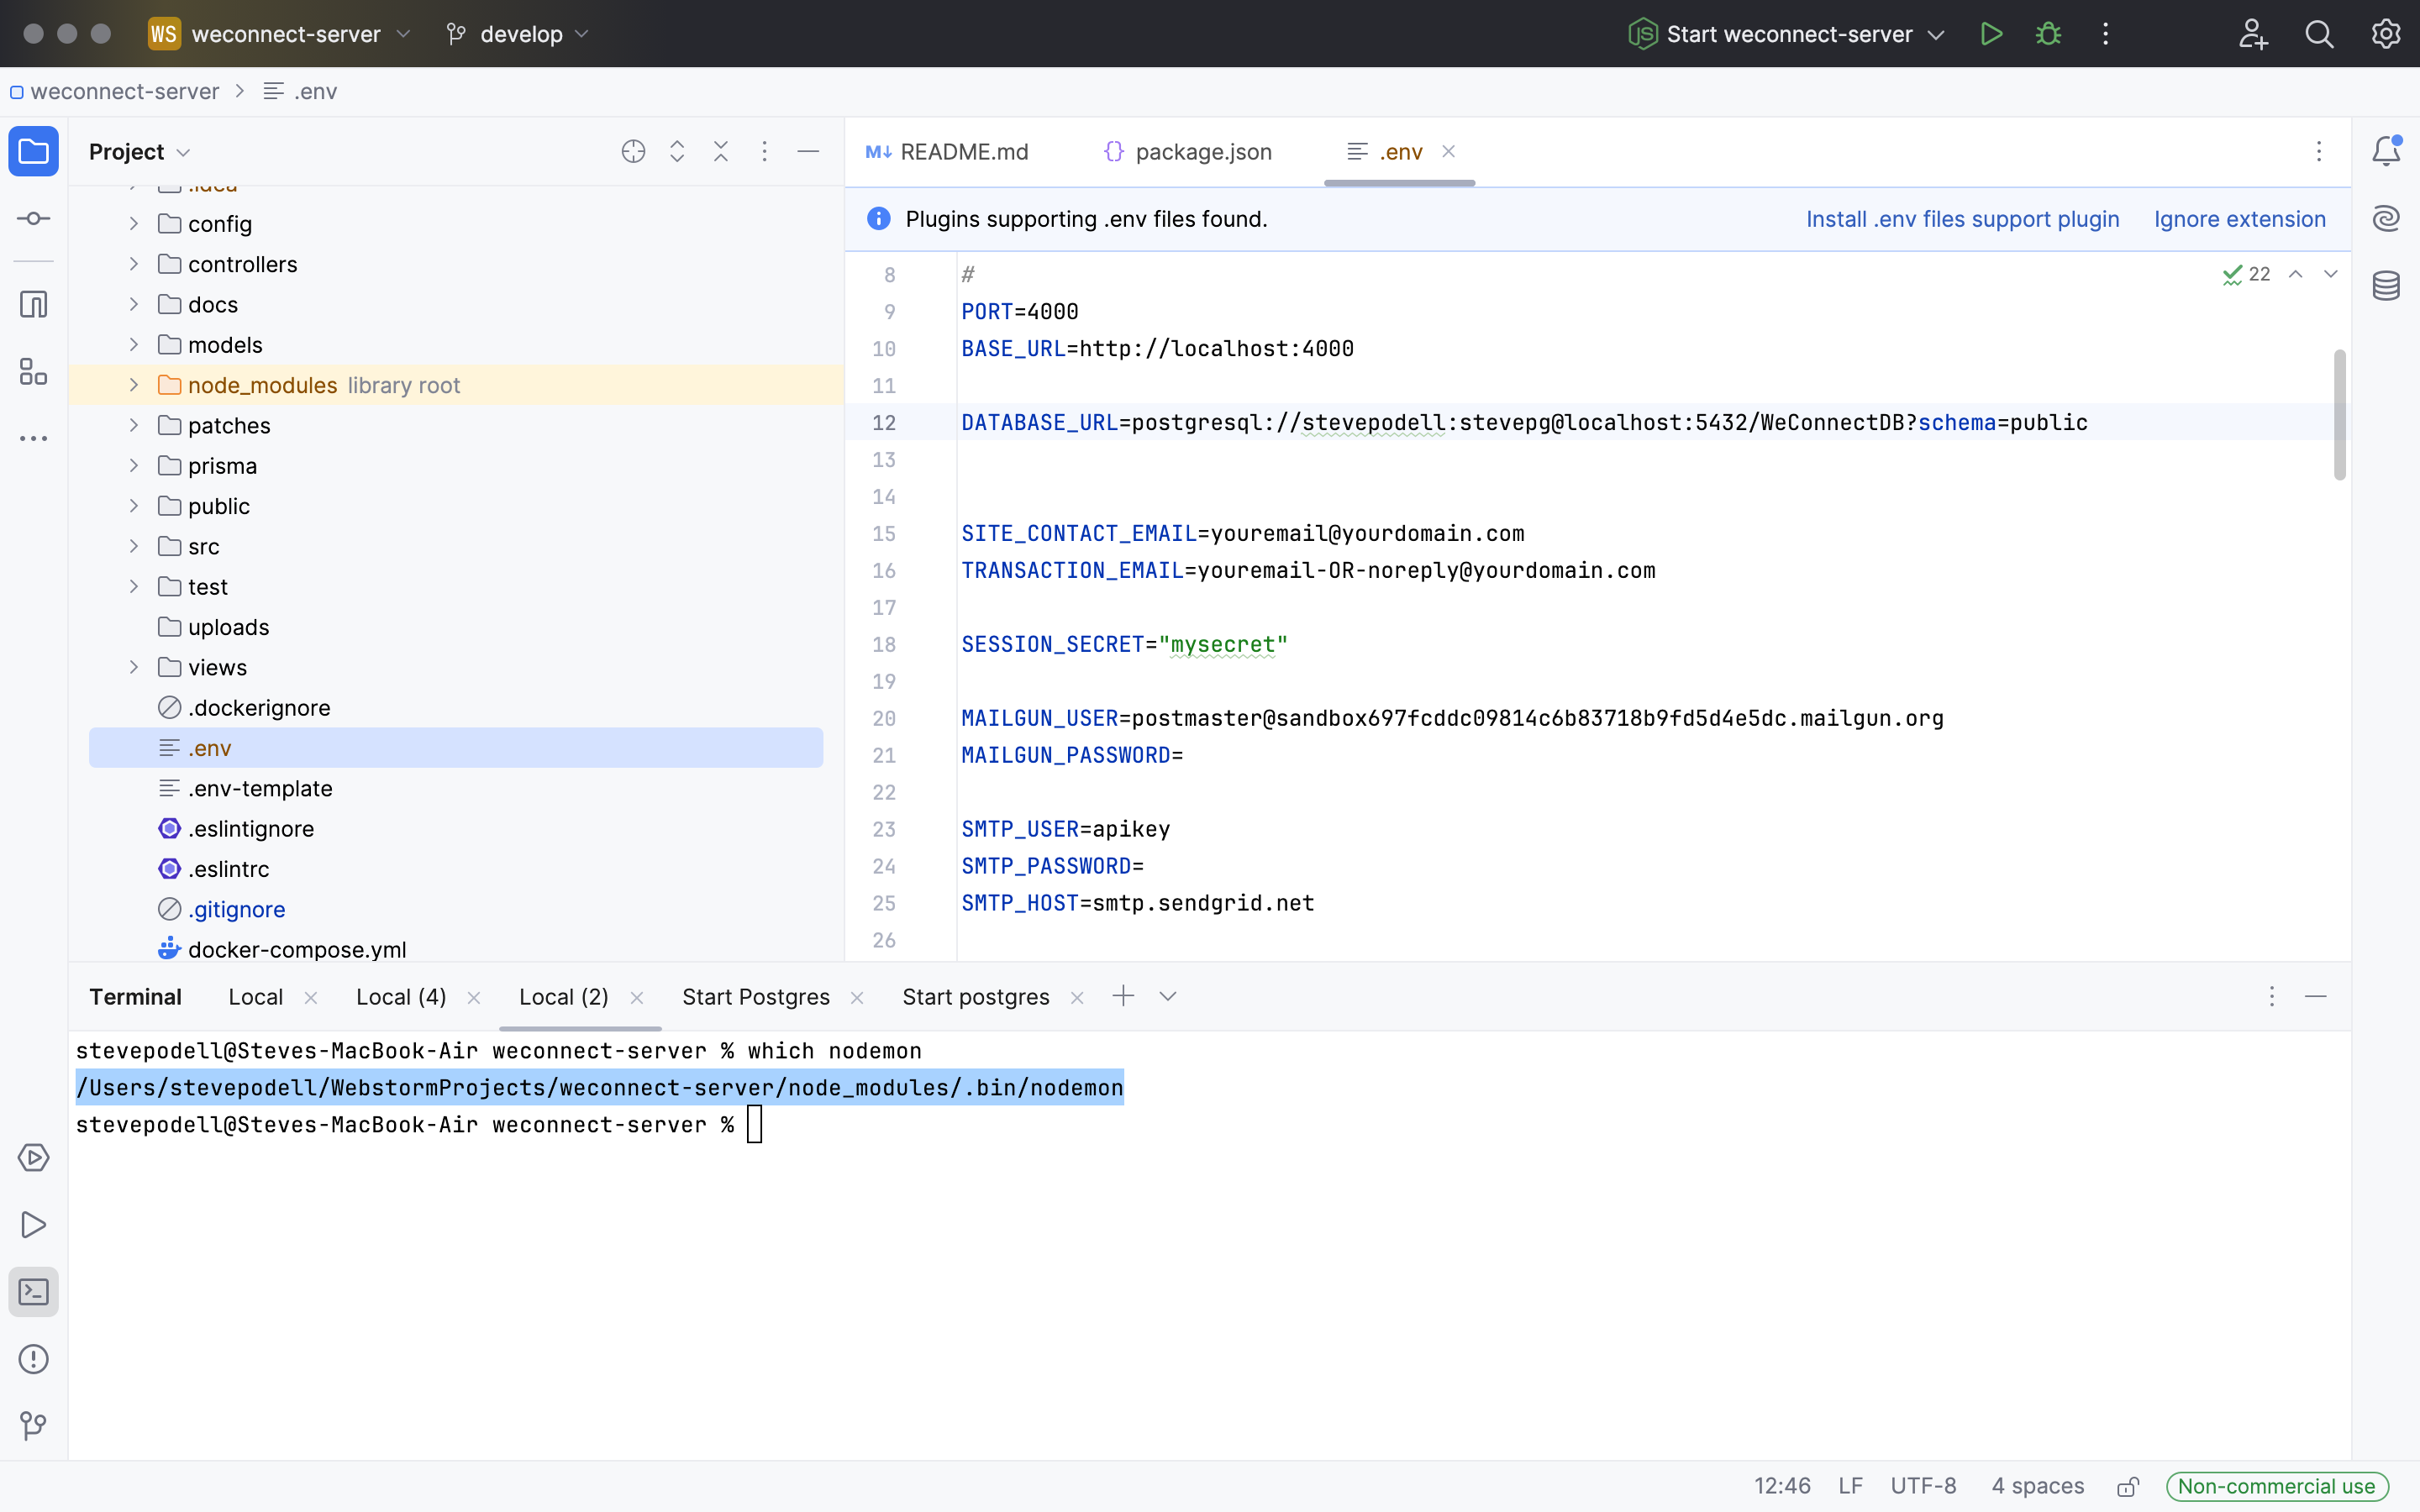 WS weconnect-server develop Start weconnect-server
weconnect-server .env
Project
.idea
config
controllers
docs
models
node_modules library root
patches
prisma
public
src
test
uploads
views
.dockerignore
.env
.env-template
.eslintignore
.eslintrc
.gitignore
docker-compose.yml
M↓ README.md {} package.json .env
Plugins supporting .env files found. Install .env files support plugin Ignore extension
22
8 #
9 PORT=4000
10 BASE_URL=http://localhost:4000
11
12 DATABASE_URL=postgresql://stevepodell:stevepg@localhost:5432/WeConnectDB?schema=public
13
14
15 SITE_CONTACT_EMAIL=youremail@yourdomain.com
16 TRANSACTION_EMAIL=youremail-OR-noreply@yourdomain.com
17
18 SESSION_SECRET="mysecret"
19
20 MAILGUN_USER=postmaster@sandbox697fcddc09814c6b83718b9fd5d4e5dc.mailgun.org
21 MAILGUN_PASSWORD=
22
23 SMTP_USER=apikey
24 SMTP_PASSWORD=
25 SMTP_HOST=smtp.sendgrid.net
26
Terminal Local Local (4) Local (2) Start Postgres Start postgres
stevepodell@Steves-MacBook-Air weconnect-server % which nodemon
/Users/stevepodell/WebstormProjects/weconnect-server/node_modules/.bin/nodemon
stevepodell@Steves-MacBook-Air weconnect-server %
12:46 LF UTF-8 4 spaces Non-commercial use